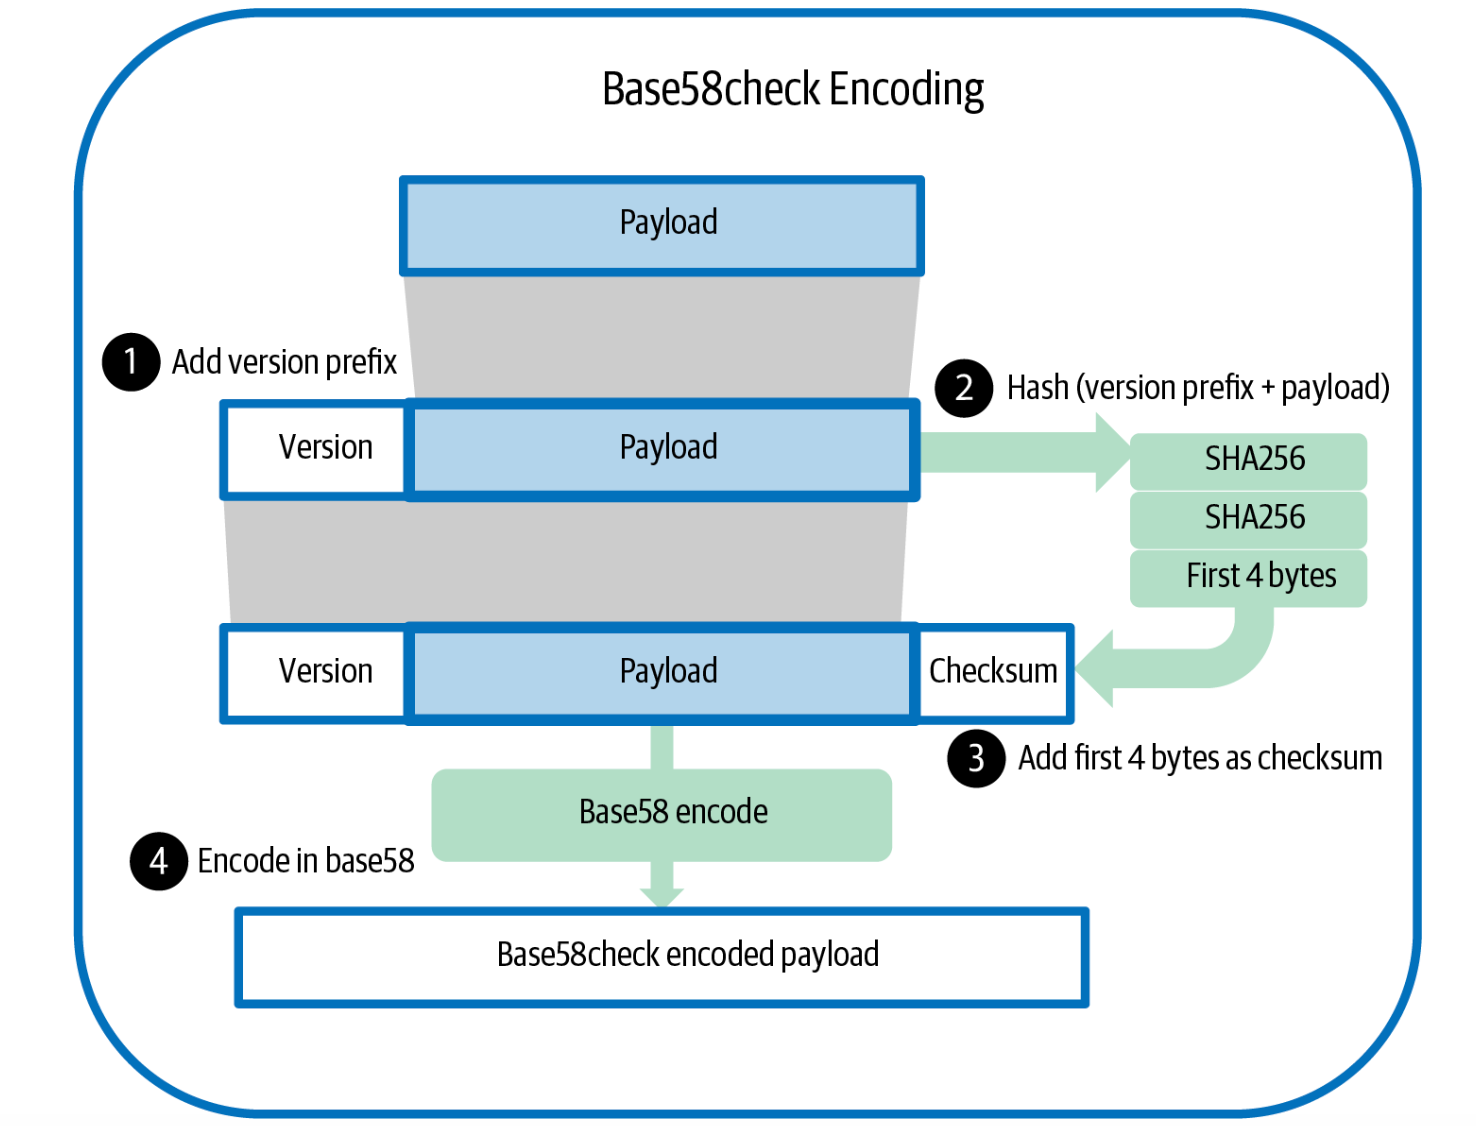 Base58check Encoding
Payload
1 Add version prefix
2 Hash (version prefix + payload)
Version
Payload
SHA256
SHA256
First 4 bytes
Version
Payload
Checksum
3 Add first 4 bytes as checksum
Base58 encode
4 Encode in base58
Base58check encoded payload